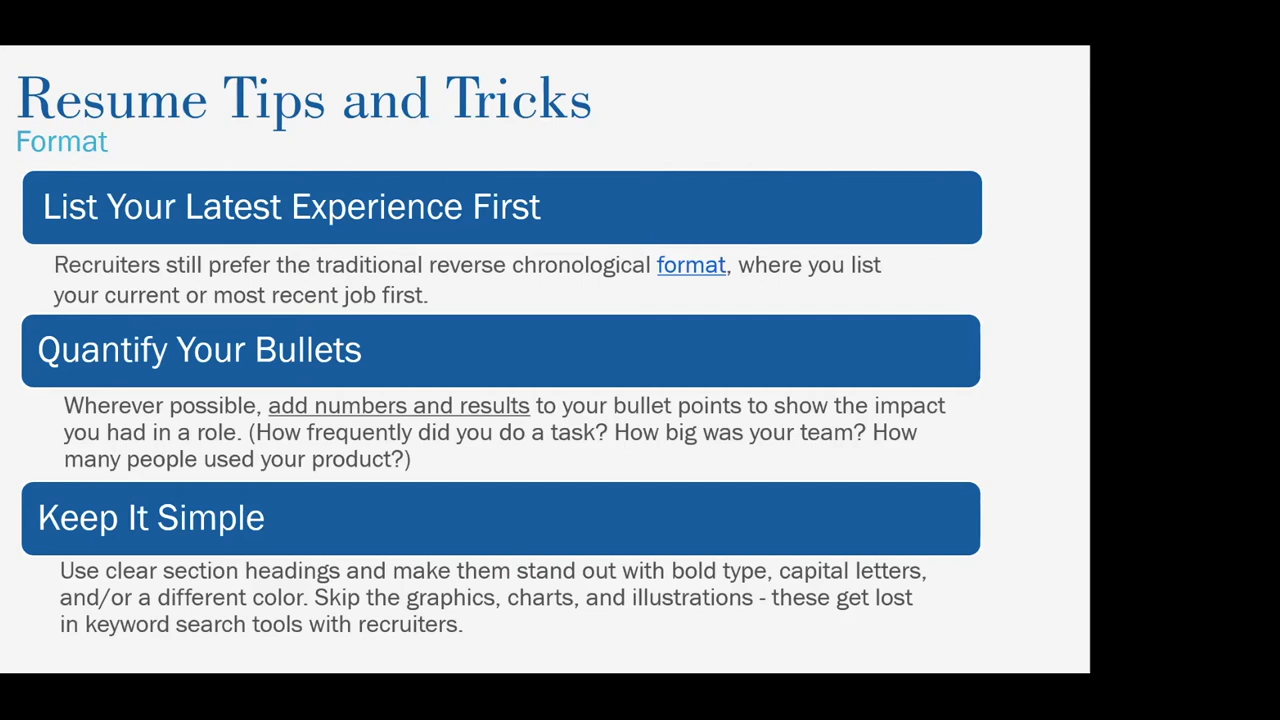 Resume Tips and Tricks
Format
List Your Latest Experience First
Recruiters still prefer the traditional reverse chronological format, where you list
your current or most recent job first.
Quantify Your Bullets
Wherever possible, add numbers and results to your bullet points to show the impact
you had in a role. (How frequently did you do a task? How big was your team? How
many people used your product?)
Keep It Simple
Use clear section headings and make them stand out with bold type, capital letters,
and/or a different color. Skip the graphics, charts, and illustrations - these get lost
in keyword search tools with recruiters.